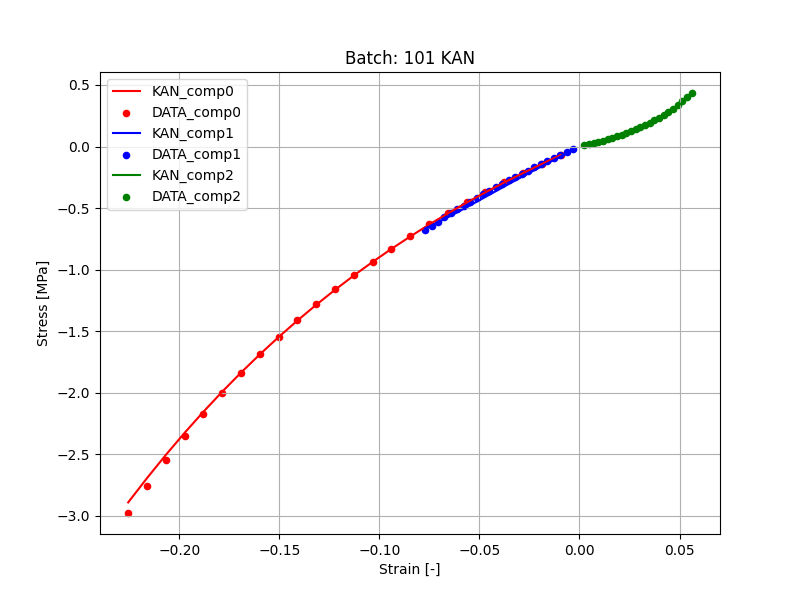 Batch: 101 KAN
KAN_comp0
DATA_comp0
KAN_comp1
DATA_comp1
KAN_comp2
DATA_comp2
0.5
0.0
−0.5
−1.0
−1.5
−2.0
−2.5
−3.0
Stress [MPa]
−0.20 −0.15 −0.10 −0.05 0.00 0.05
Strain [-]